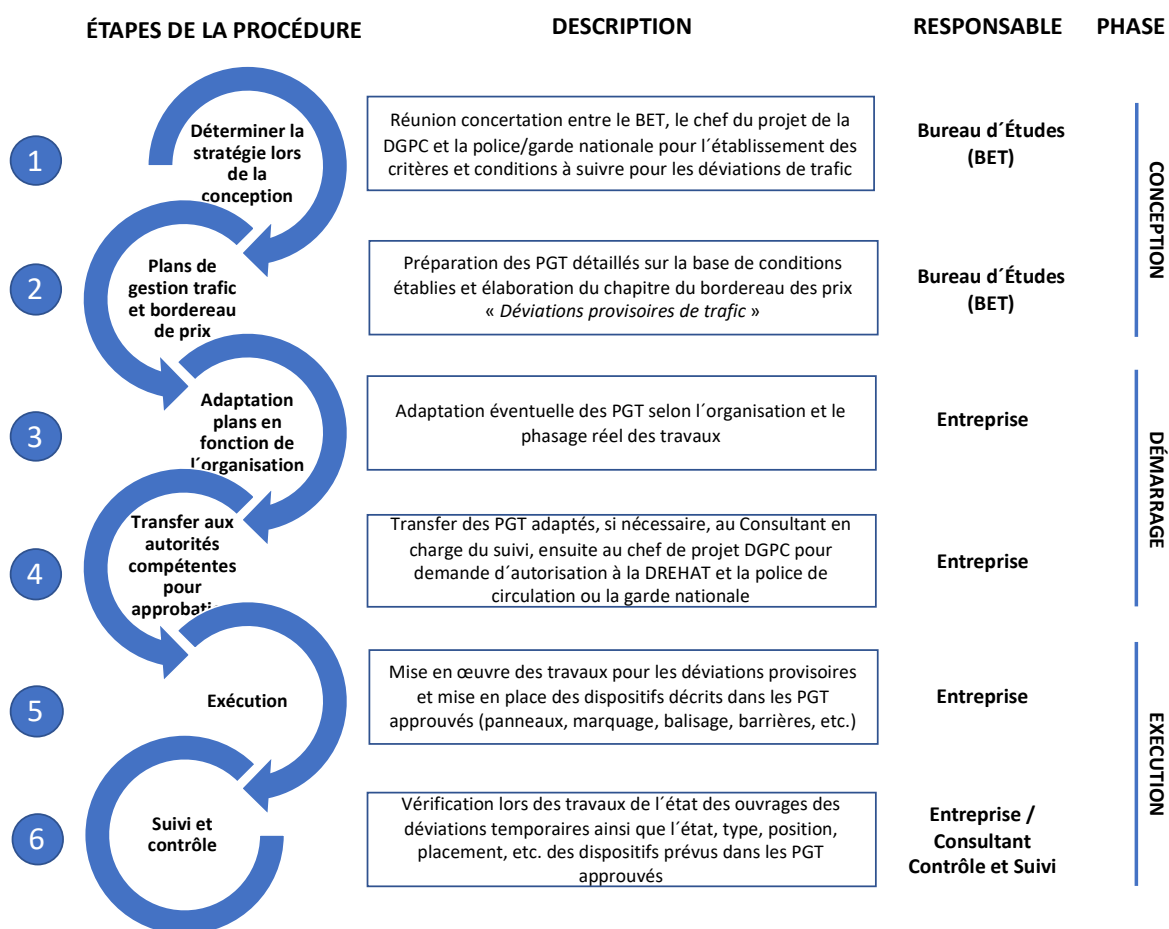 ÉTAPES DE LA PROCÉDURE
DESCRIPTION
RESPONSABLE
PHASE
1
Déterminer la
stratégie lors
de la
conception
Réunion concertation entre le BET, le chef du projet de la
DGPC et la police/garde nationale pour l´établissement des
critères et conditions à suivre pour les déviations de trafic
Bureau d´Études
(BET)
CONCEPTION
2
Plans de
gestion trafic
et bordereau
de prix
Préparation des PGT détaillés sur la base de conditions
établies et élaboration du chapitre du bordereau des prix
« Déviations provisoires de trafic »
Bureau d´Études
(BET)
3
Adaptation
plans en
fonction de
l´organisation
Adaptation éventuelle des PGT selon l´organisation et le
phasage réel des travaux
Entreprise
DÉMARRAGE
4
Transfer aux
autorités
compétentes
pour
approbati
Transfer des PGT adaptés, si nécessaire, au Consultant en
charge du suivi, ensuite au chef de projet DGPC pour
demande d´autorisation à la DREHAT et la police de
circulation ou la garde nationale
Entreprise
5
Exécution
Mise en œuvre des travaux pour les déviations provisoires
et mise en place des dispositifs décrits dans les PGT
approuvés (panneaux, marquage, balisage, barrières, etc.)
Entreprise
EXECUTION
6
Suivi et
contrôle
Vérification lors des travaux de l´état des ouvrages des
déviations temporaires ainsi que l´état, type, position,
placement, etc. des dispositifs prévus dans les PGT
approuvés
Entreprise /
Consultant
Contrôle et Suivi